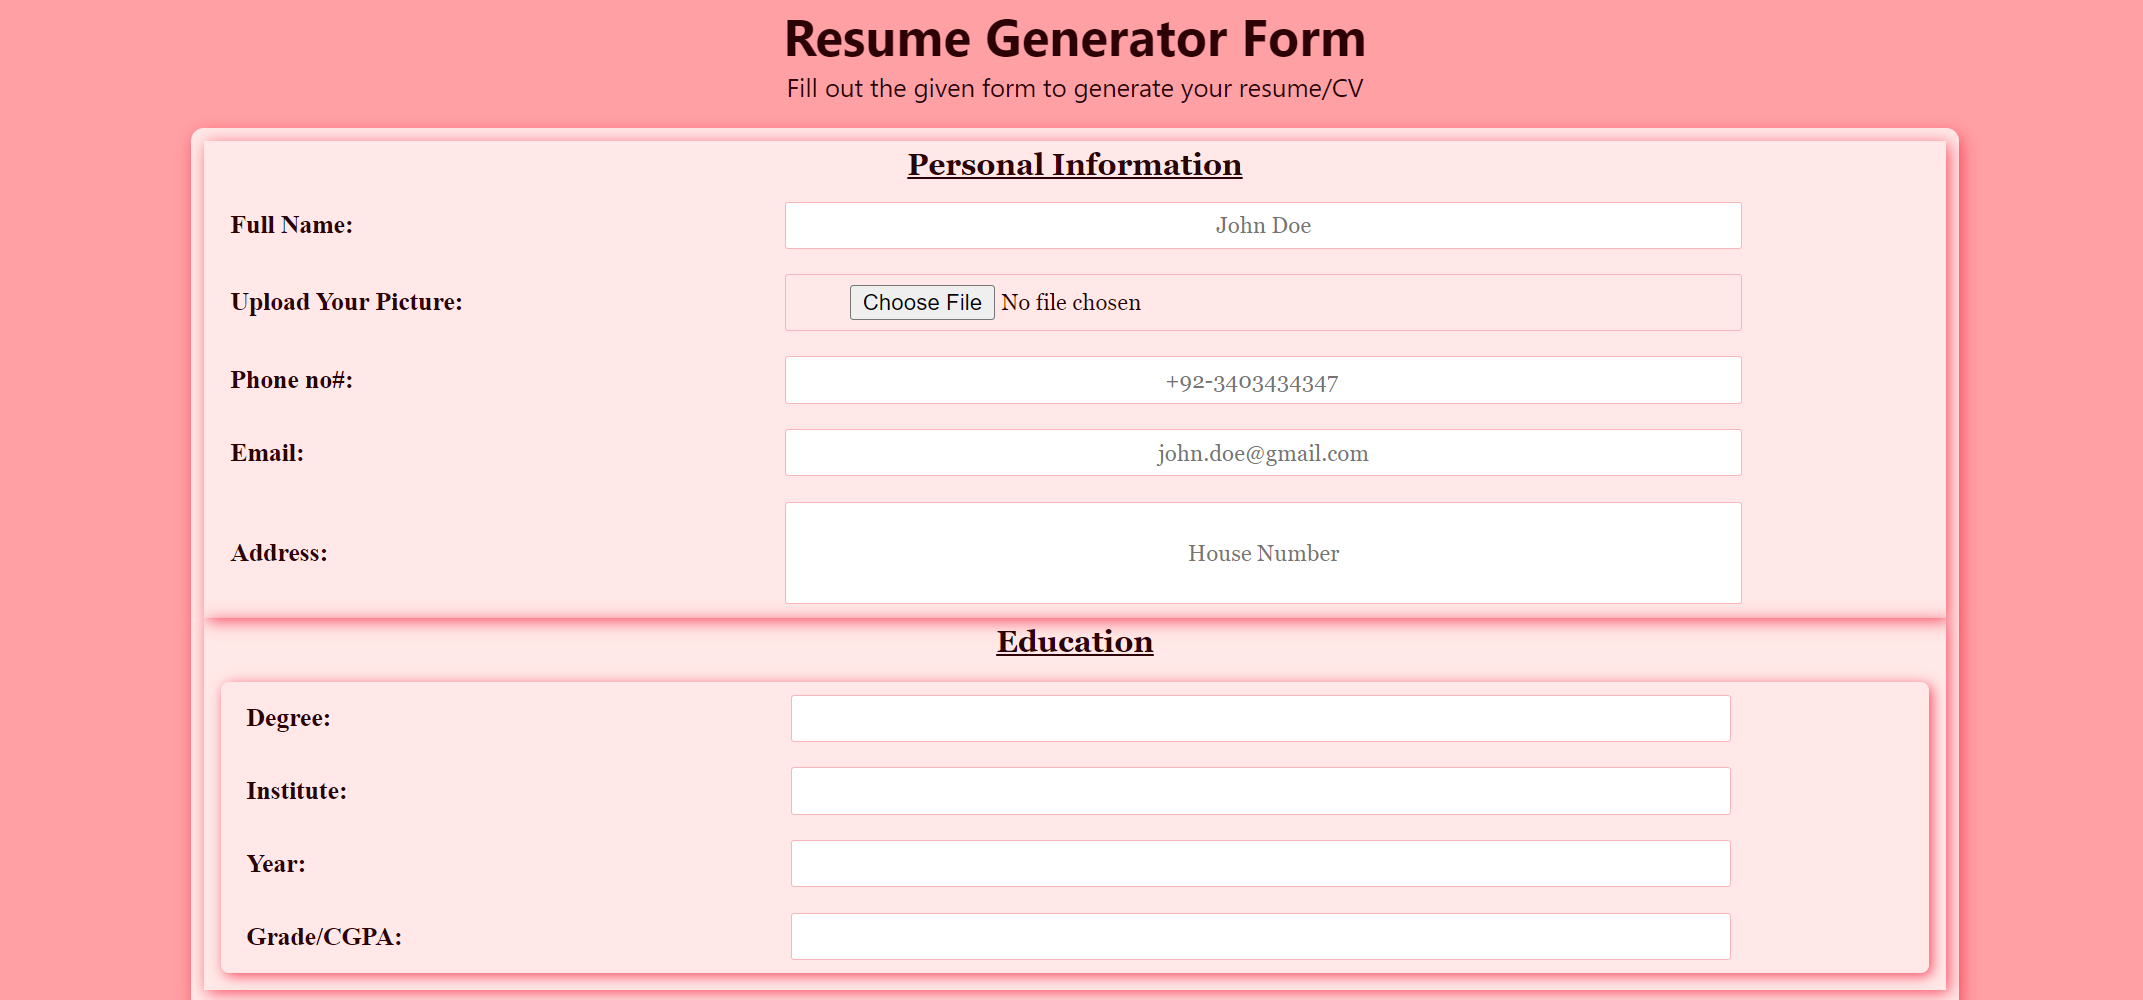 Resume Generator Form
Fill out the given form to generate your resume/CV
Personal Information
Full Name: John Doe
Upload Your Picture: Choose File No file chosen
Phone no#: +92-3403434347
Email: john.doe@gmail.com
Address: House Number
Education
Degree:
Institute:
Year:
Grade/CGPA: